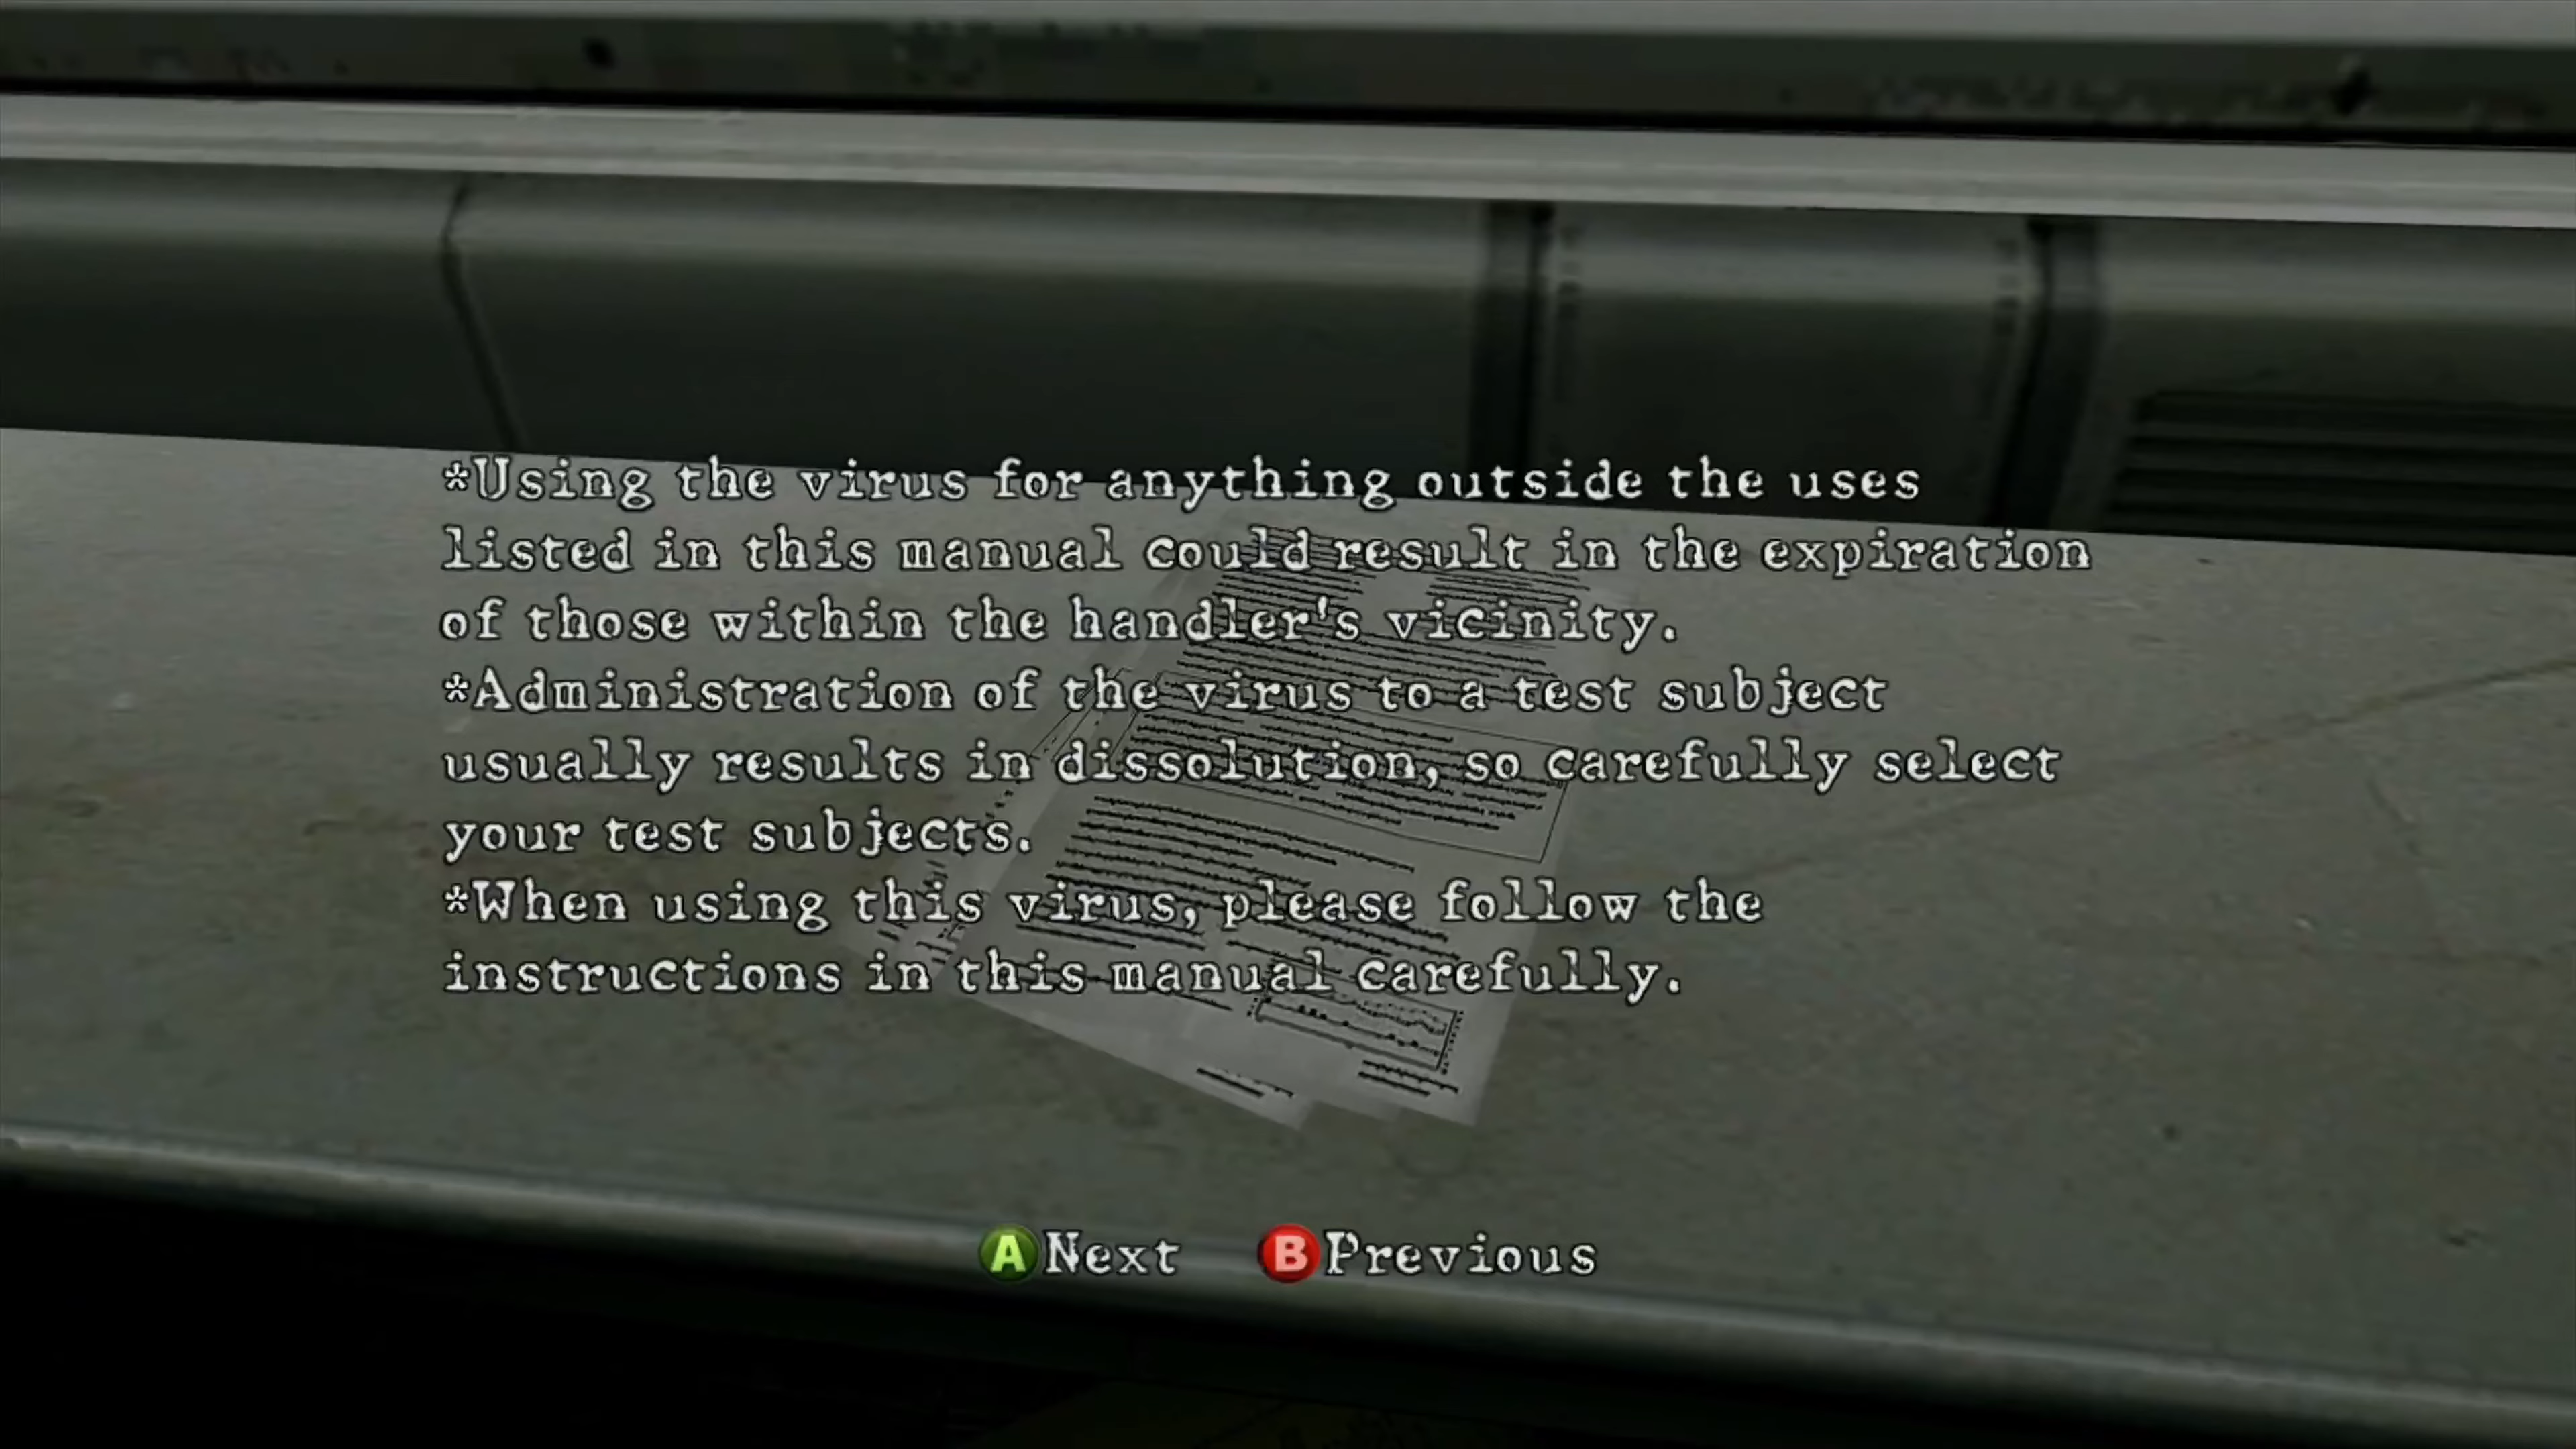 *Using the virus for anything outside the uses
listed in this manual could result in the expiration
of those within the handler's vicinity.
*Administration of the virus to a test subject
usually results in dissolution, so carefully select
your test subjects.
*When using this virus, please follow the
instructions in this manual carefully.
A Next B Previous